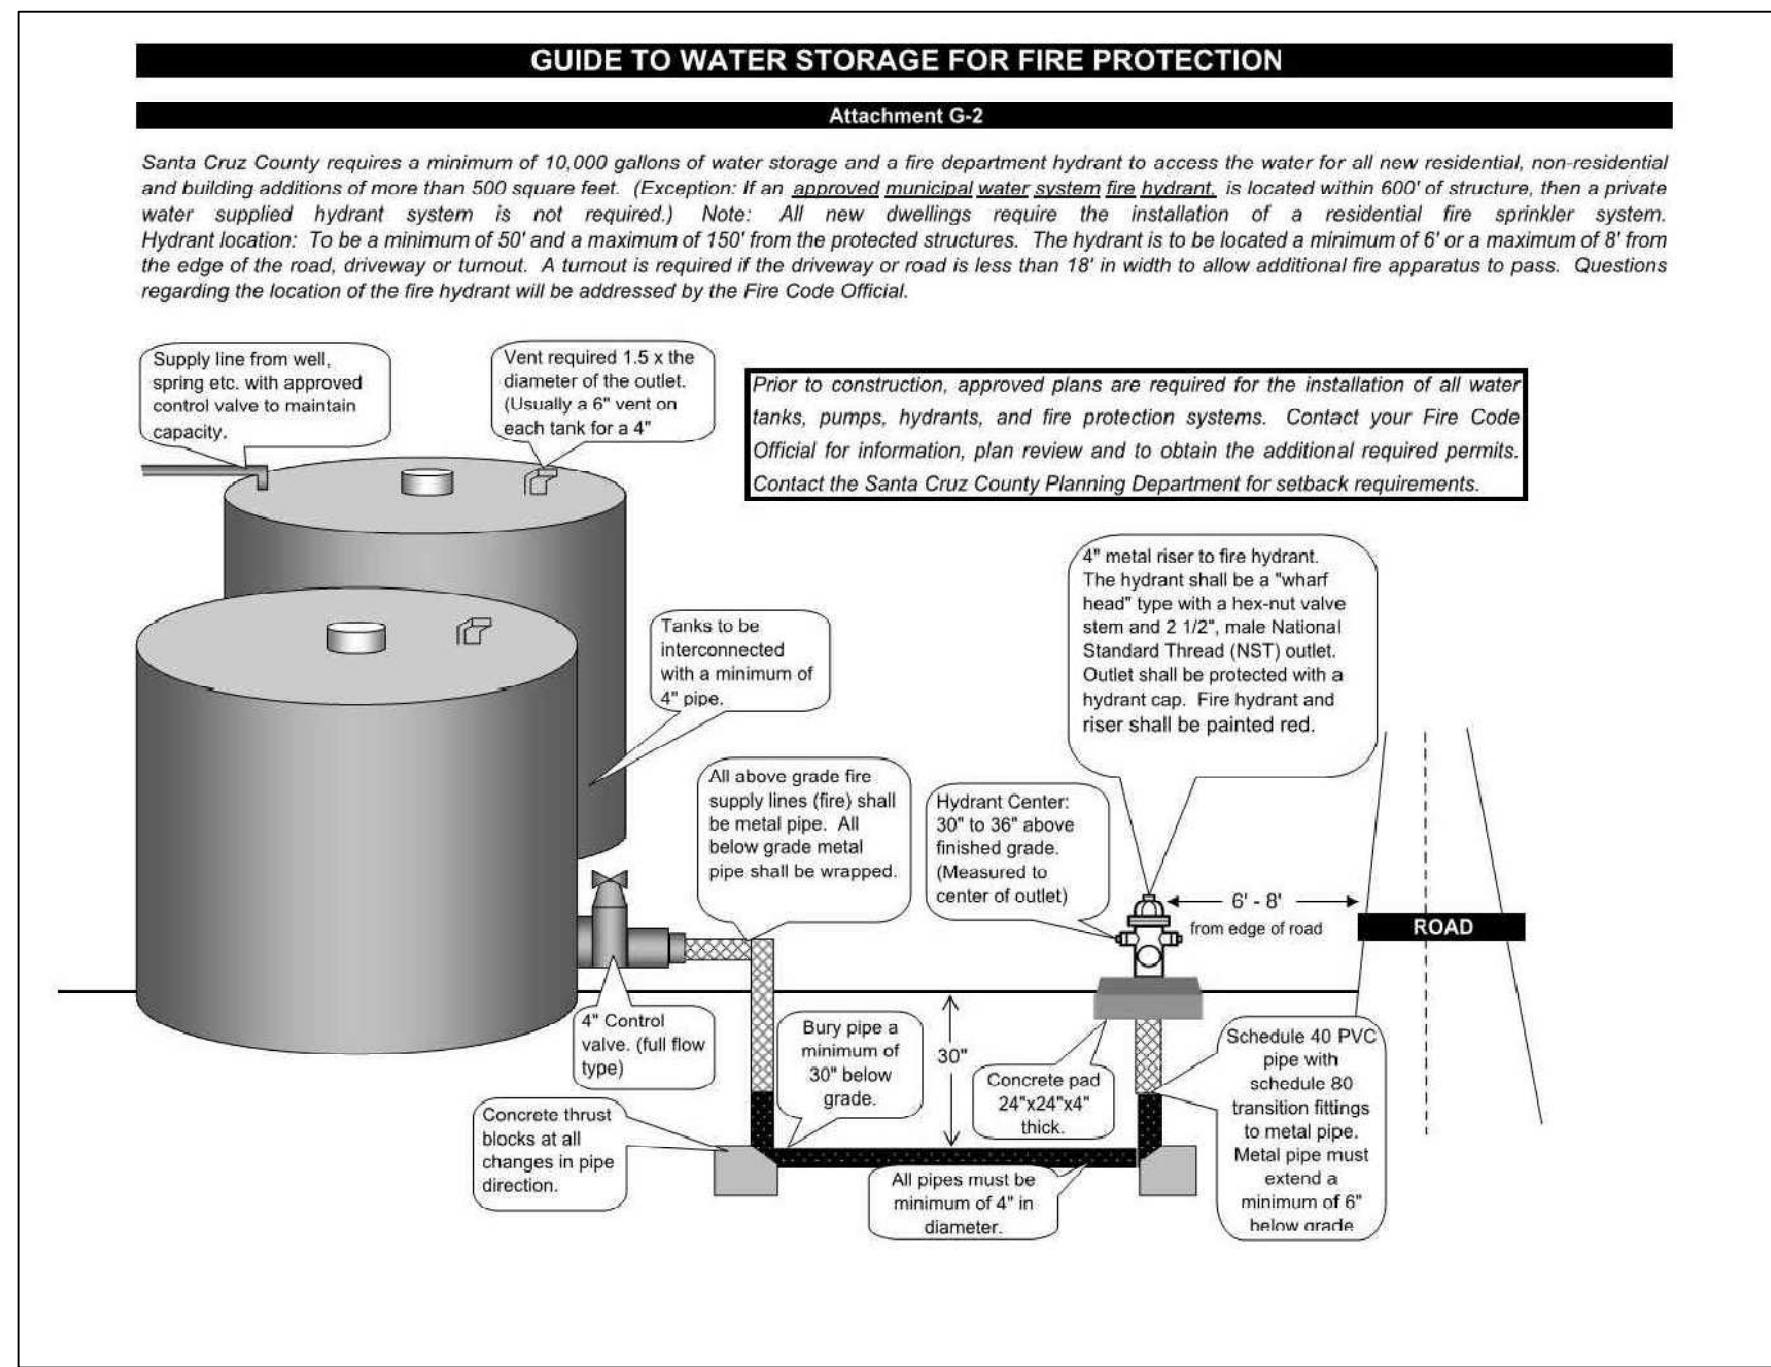 GUIDE TO WATER STORAGE FOR FIRE PROTECTION
Attachment G-2
Santa Cruz County requires a minimum of 10,000 gallons of water storage and a fire department hydrant to access the water for all new residential, non-residential
and building additions of more than 500 square feet. (Exception: If an approved municipal water system fire hydrant, is located within 600' of structure, then a private
water supplied hydrant system is not required.) Note: All new dwellings require the installation of a residential fire sprinkler system.
Hydrant location: To be a minimum of 50' and a maximum of 150' from the protected structures. The hydrant is to be located a minimum of 6' or a maximum of 8' from
the edge of the road, driveway or turnout. A turnout is required if the driveway or road is less than 18' in width to allow additional fire apparatus to pass. Questions
regarding the location of the fire hydrant will be addressed by the Fire Code Official.
Supply line from well,
spring etc. with approved
control valve to maintain
capacity.
Vent required 1.5 x the
diameter of the outlet.
(Usually a 6" vent on
each tank for a 4"
Prior to construction, approved plans are required for the installation of all water
tanks, pumps, hydrants, and fire protection systems. Contact your Fire Code
Official for information, plan review and to obtain the additional required permits.
Contact the Santa Cruz County Planning Department for setback requirements.
4" metal riser to fire hydrant.
The hydrant shall be a "wharf
head" type with a hex-nut valve
stem and 2 1/2", male National
Standard Thread (NST) outlet.
Outlet shall be protected with a
hydrant cap. Fire hydrant and
riser shall be painted red.
Tanks to be
interconnected
with a minimum of
4" pipe.
All above grade fire
supply lines (fire) shall
be metal pipe. All
below grade metal
pipe shall be wrapped.
Hydrant Center:
30" to 36" above
finished grade.
(Measured to
center of outlet)
6' - 8'
from edge of road
ROAD
4" Control
valve. (full flow
type)
Bury pipe a
minimum of
30" below
grade.
30"
Concrete pad
24"x24"x4"
thick.
Schedule 40 PVC
pipe with
schedule 80
transition fittings
to metal pipe.
Metal pipe must
extend a
minimum of 6"
below grade
Concrete thrust
blocks at all
changes in pipe
direction.
All pipes must be
minimum of 4" in
diameter.